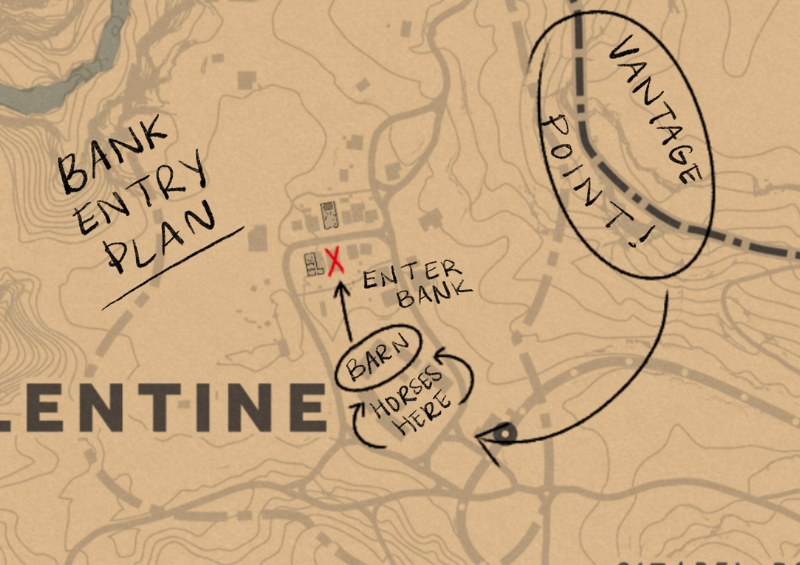 BANK
ENTRY
PLAN
VANTAGE
POINT!
ENTER
BANK
BARN
HORSES
HERE
LENTINE